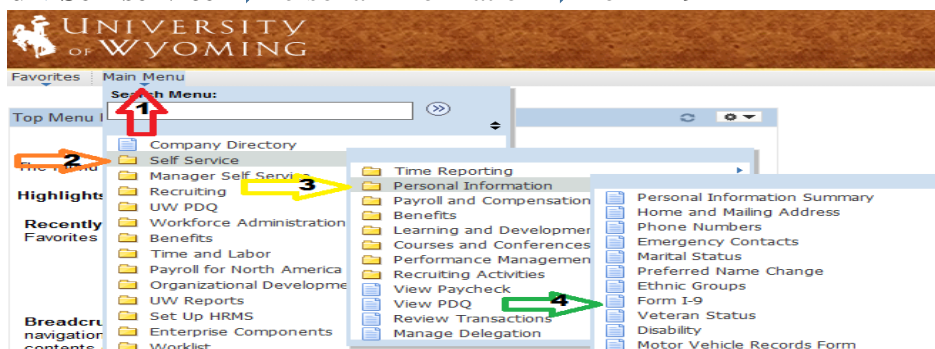 UNIVERSITY
OF WYOMING
Favorites Main Menu
Search Menu:
1
Top Menu
Company Directory
2
Self Service
Manager Self Service
Recruiting
UW PDQ
Workforce Administration
Benefits
Time and Labor
Payroll for North America
Organizational Developme
UW Reports
Set Up HRMS
Enterprise Components
Worklist
Highlights
Recently
Favorites
Breadcru
navigation
contents
3
Time Reporting
Personal Information
Payroll and Compensation
Benefits
Learning and Developmen
Courses and Conferences
Performance Managemen
Recruiting Activities
View Paycheck
View PDQ
Review Transactions
Manage Delegation
4
Personal Information Summary
Home and Mailing Address
Phone Numbers
Emergency Contacts
Marital Status
Preferred Name Change
Ethnic Groups
Form I-9
Veteran Status
Disability
Motor Vehicle Records Form